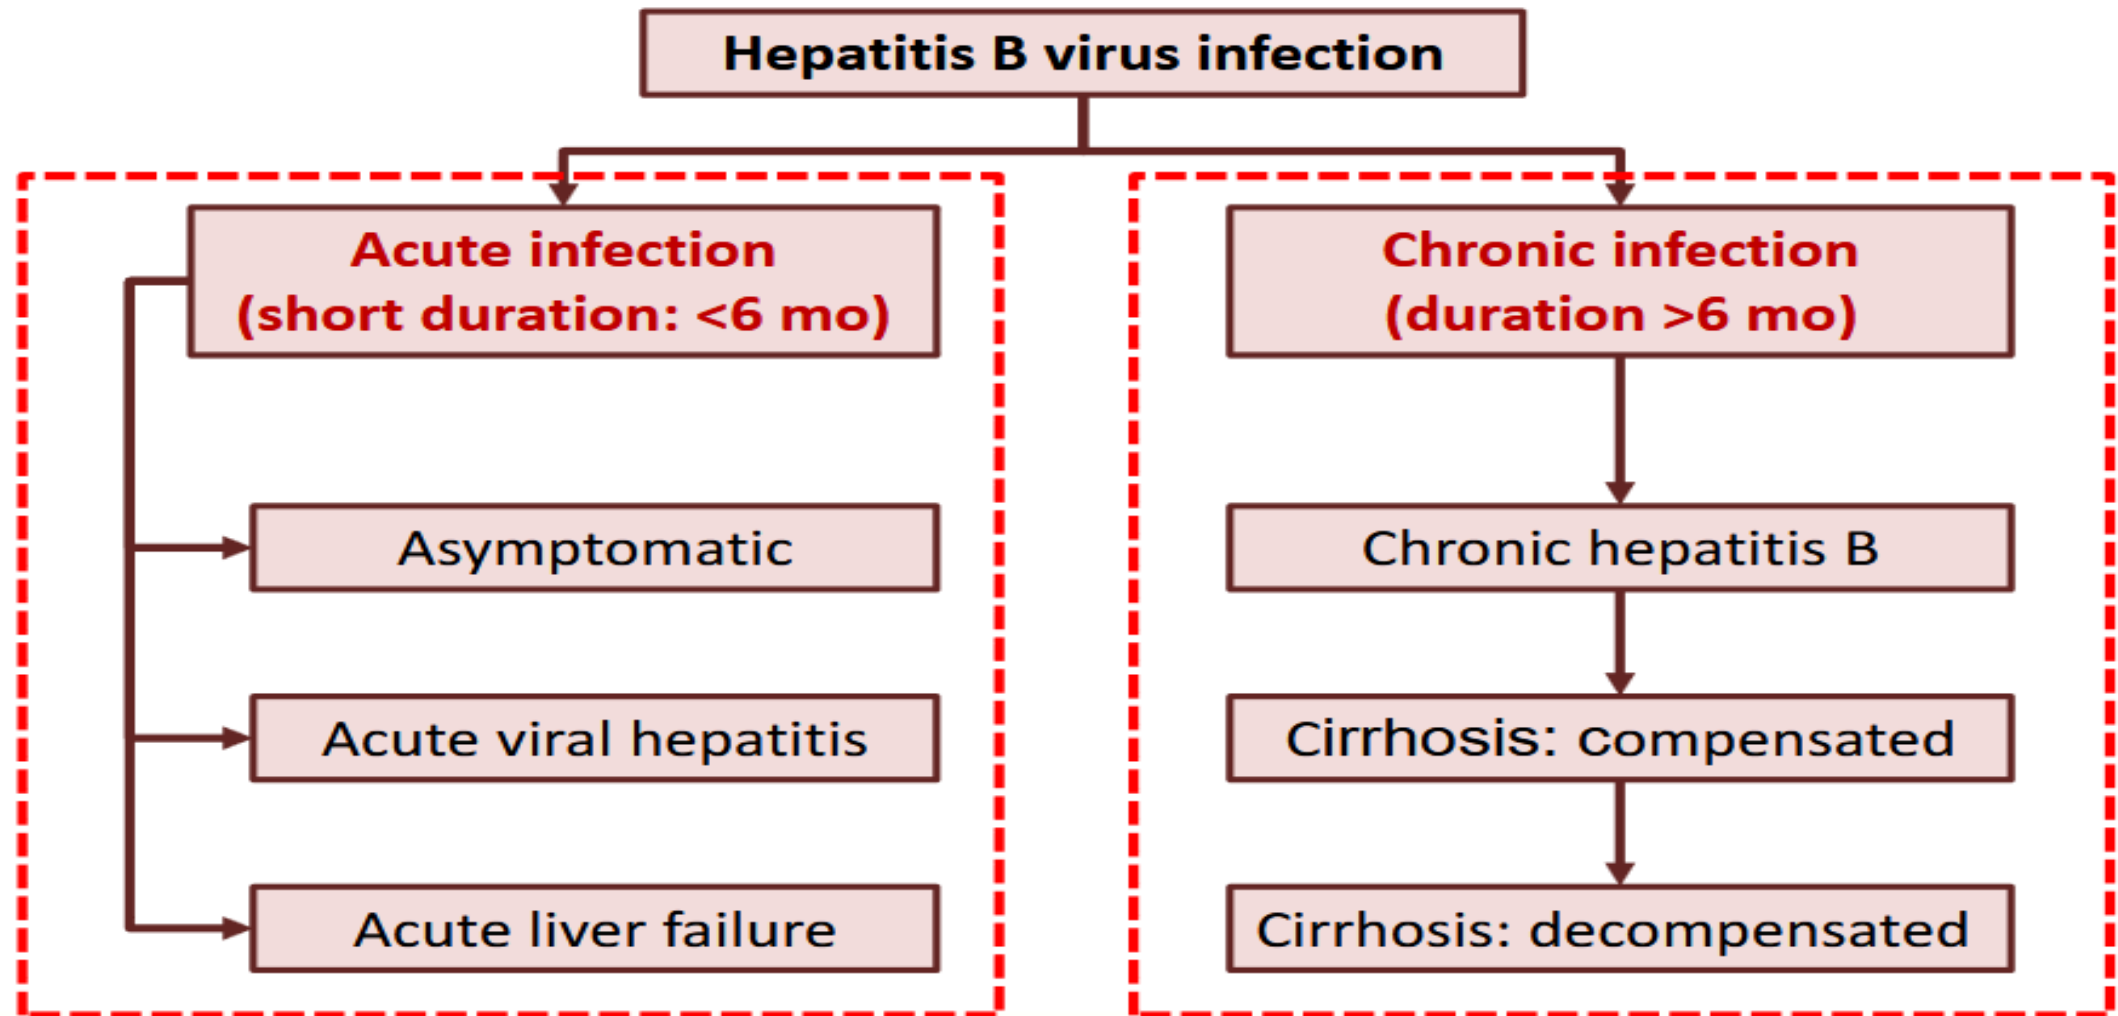 Hepatitis B virus infection
Acute infection
(short duration: <6 mo)
Asymptomatic
Acute viral hepatitis
Acute liver failure
Chronic infection
(duration >6 mo)
Chronic hepatitis B
Cirrhosis: compensated
Cirrhosis: decompensated